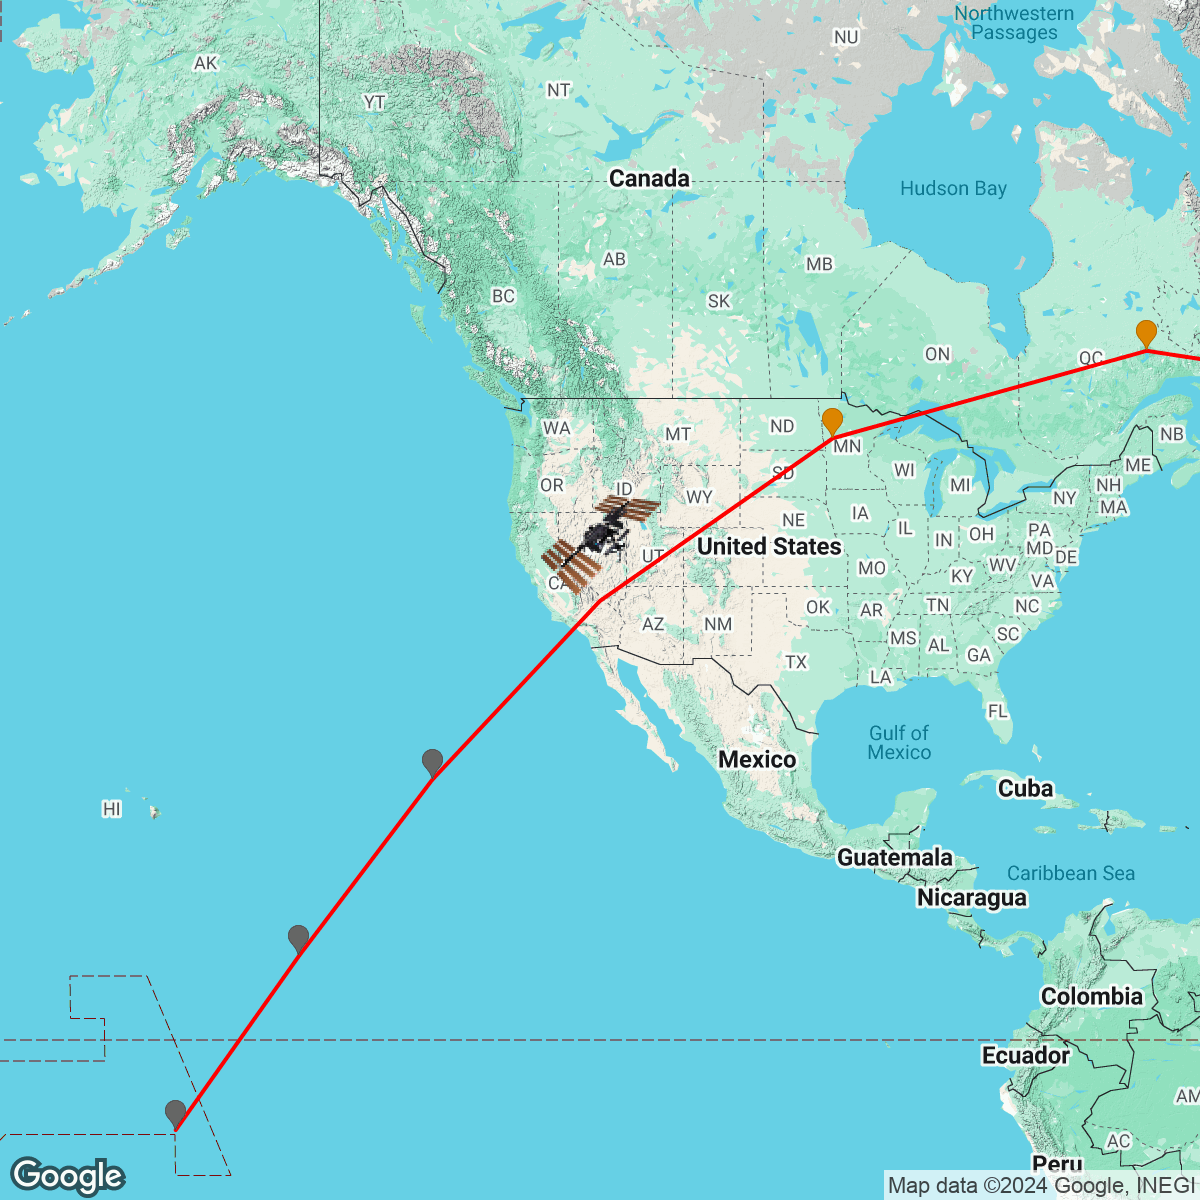 Northwestern
Passages
NU
AK
NT
YT
Canada
Hudson Bay
AB
MB
BC
SK
ON
QC
WA
MT
ND
MN
NB
ME
OR
ID
WY
SD
WI
MI
NH
NY
MA
NE
IA
IL
IN
OH
PA
MD
DE
United States
UT
CA
MO
KY
WV
VA
OK
AR
TN
NC
AZ
NM
MS
AL
SC
GA
TX
LA
FL
Gulf of
Mexico
Mexico
Cuba
HI
Guatemala
Caribbean Sea
Nicaragua
Colombia
Ecuador
AM
AC
Peru
Google
Map data ©2024 Google, INEGI